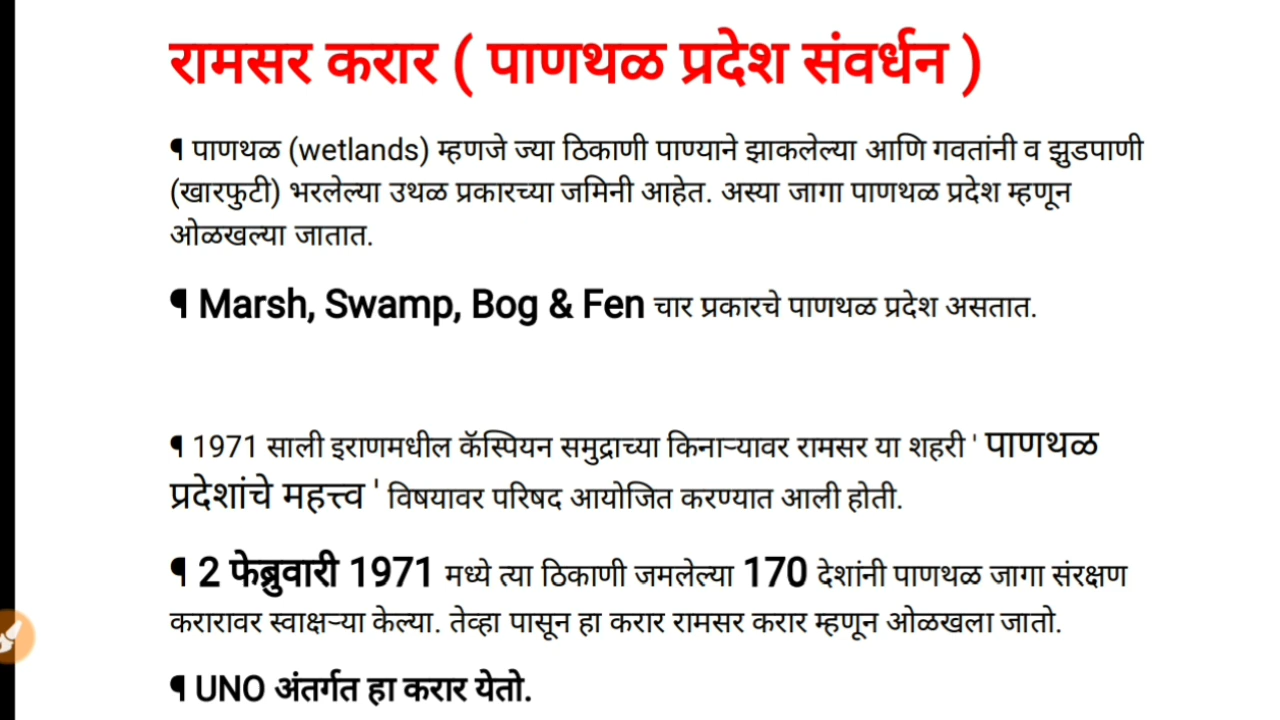 रामसर करार ( पाणथळ प्रदेश संवर्धन )
¶ पाणथळ (wetlands) म्हणजे ज्या ठिकाणी पाण्याने झाकलेल्या आणि गवतांनी व झुडपाणी
(खारफुटी) भरलेल्या उथळ प्रकारच्या जमिनी आहेत. अस्या जागा पाणथळ प्रदेश म्हणून
ओळखल्या जातात.
¶ Marsh, Swamp, Bog & Fen चार प्रकारचे पाणथळ प्रदेश असतात.
¶ 1971 साली इराणमधील कॅस्पियन समुद्राच्या किनाऱ्यावर रामसर या शहरी ' पाणथळ
प्रदेशांचे महत्त्व ' विषयावर परिषद आयोजित करण्यात आली होती.
¶ 2 फेब्रुवारी 1971 मध्ये त्या ठिकाणी जमलेल्या 170 देशांनी पाणथळ जागा संरक्षण
करारावर स्वाक्षऱ्या केल्या. तेव्हा पासून हा करार रामसर करार म्हणून ओळखला जातो.
¶ UNO अंतर्गत हा करार येतो.